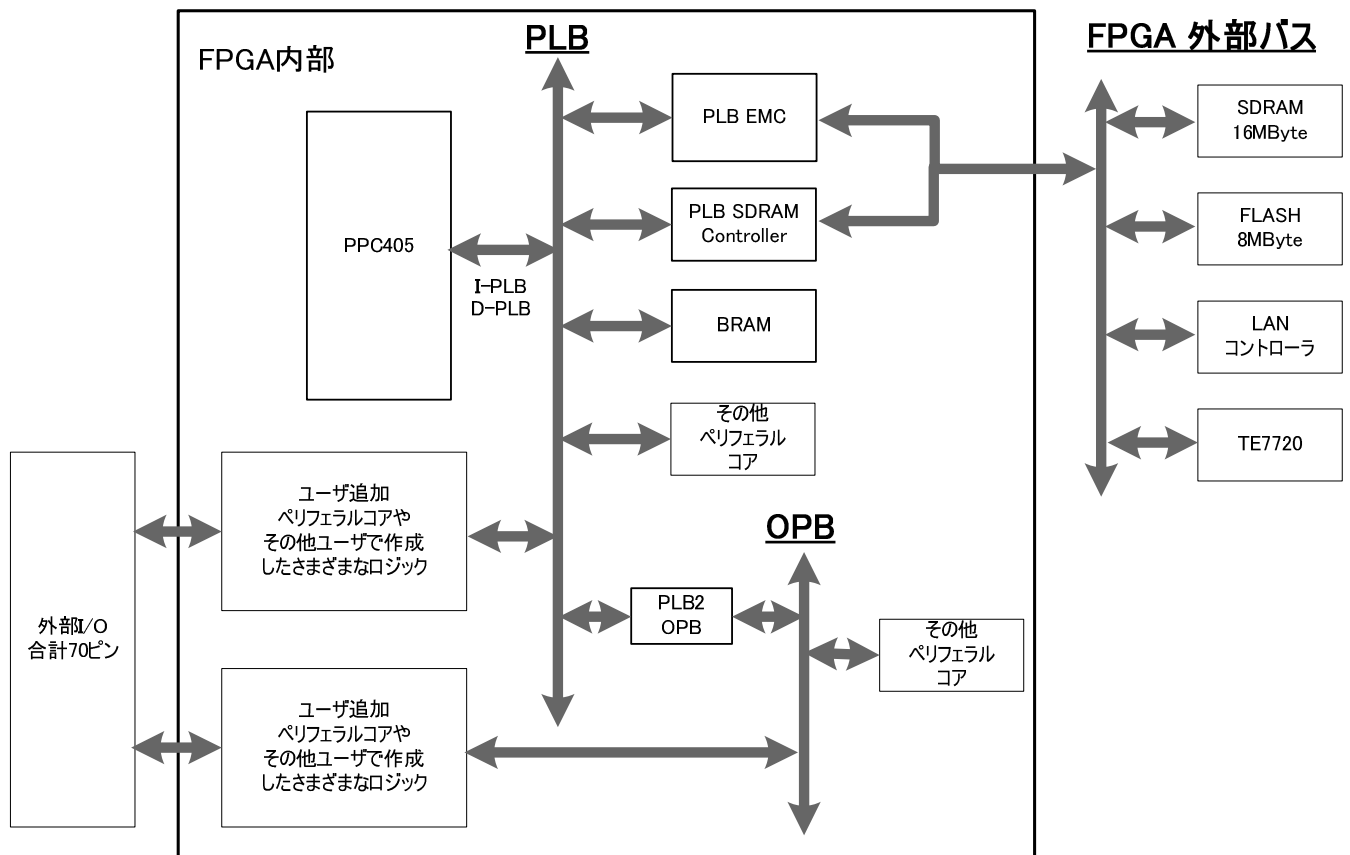 FPGA内部
PLB
FPGA 外部バス
PLB EMC
SDRAM
16MByte
PPC405
I-PLB
D-PLB
PLB SDRAM
Controller
FLASH
8MByte
BRAM
LAN
コントローラ
その他
ペリフェラル
コア
TE7720
外部I/O
合計70ピン
ユーザ追加
ペリフェラルコアや
その他ユーザで作成
したさまざまなロジック
OPB
PLB2
OPB
その他
ペリフェラル
コア
ユーザ追加
ペリフェラルコアや
その他ユーザで作成
したさまざまなロジック